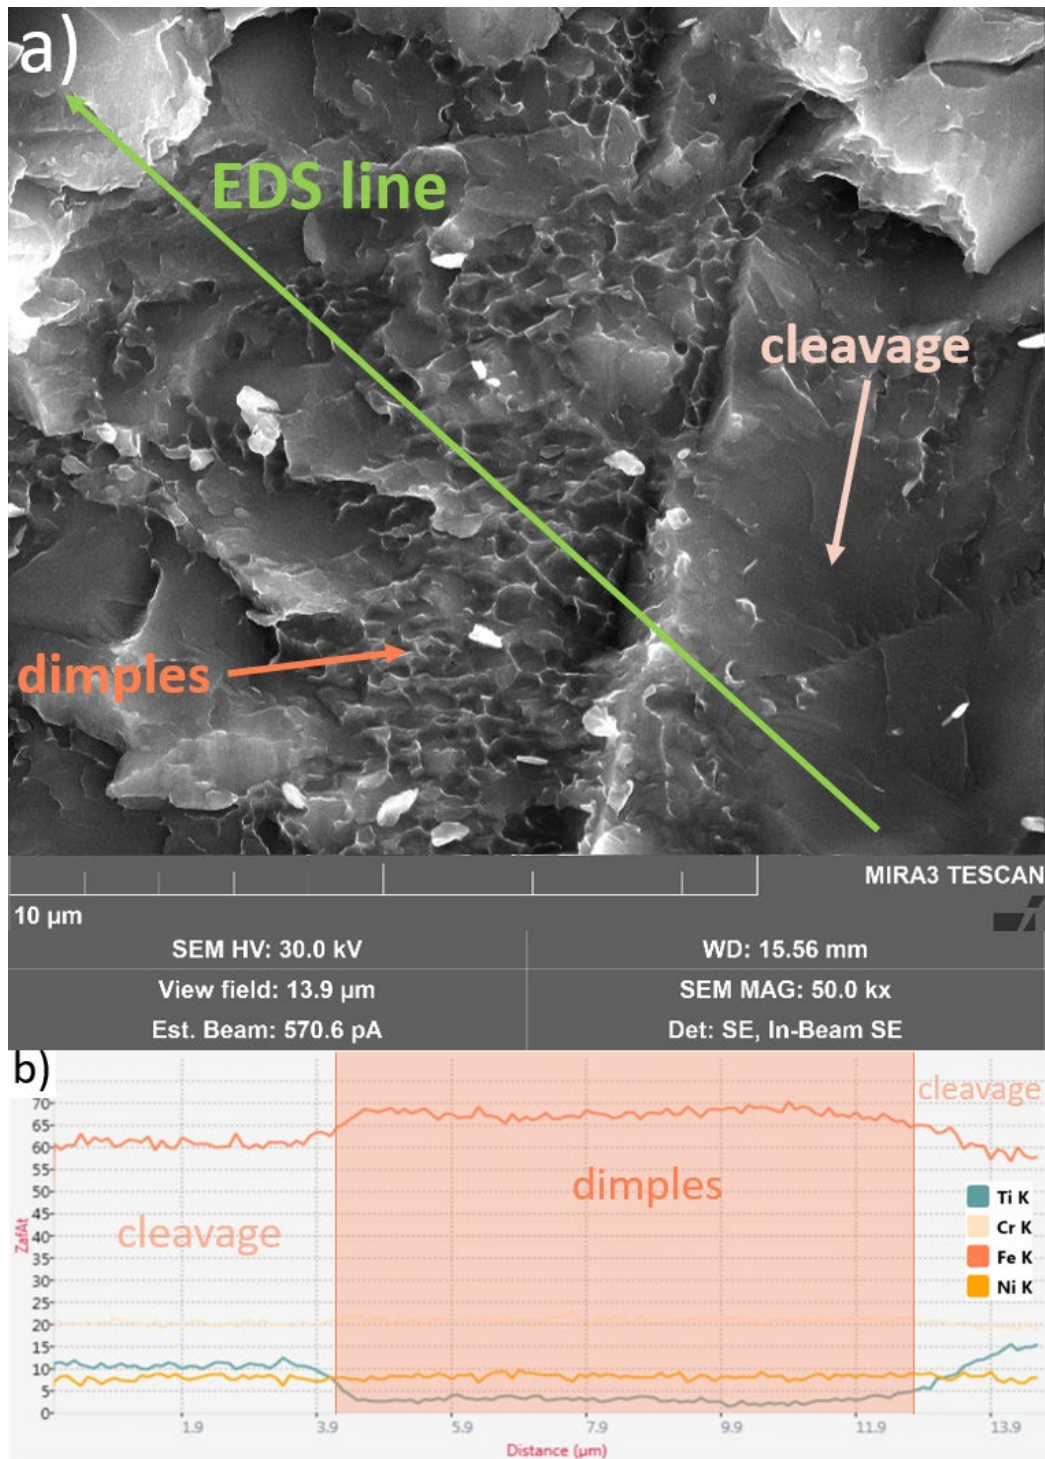 a)
EDS line
cleavage
dimples
MIRA3 TESCAN
10 µm
SEM HV: 30.0 kV
WD: 15.56 mm
View field: 13.9 µm
SEM MAG: 50.0 kx
Est. Beam: 570.6 pA
Det: SE, In-Beam SE
b)
cleavage
dimples
cleavage
70
65
60
55
50
45
40
35
30
25
20
15
10
5
0
ZafAt
Ti K
Cr K
Fe K
Ni K
1.9 3.9 5.9 7.9 9.9 11.9 13.9
Distance (µm)